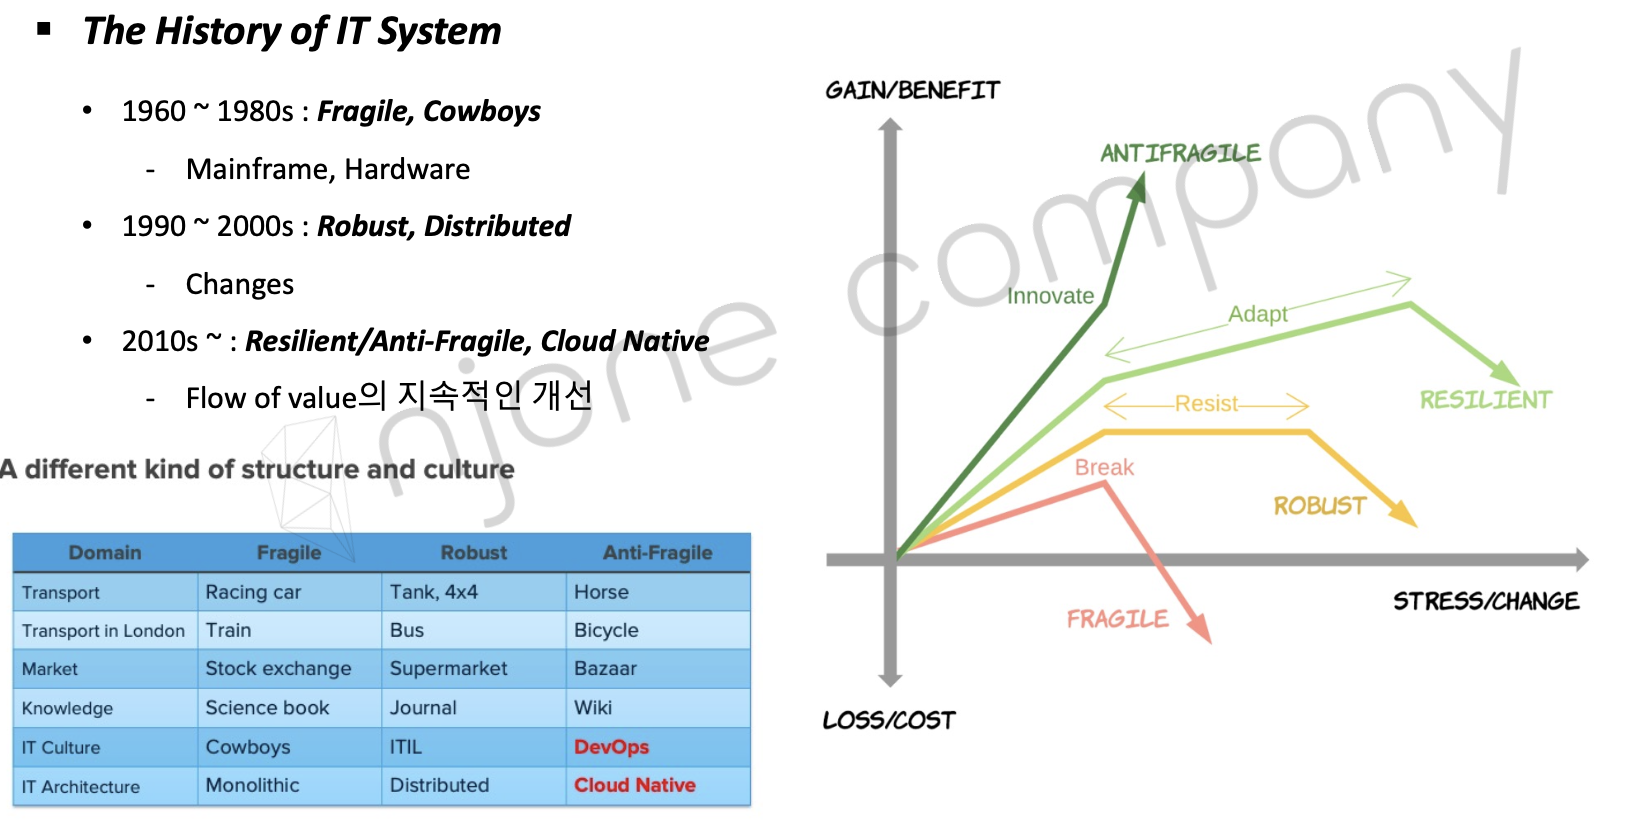 ▪ The History of IT System
• 1960 ~ 1980s : Fragile, Cowboys
- Mainframe, Hardware
• 1990 ~ 2000s : Robust, Distributed
- Changes
• 2010s ~ : Resilient/Anti-Fragile, Cloud Native
- Flow of value의 지속적인 개선
A different kind of structure and culture
Domain Fragile Robust Anti-Fragile
Transport Racing car Tank, 4x4 Horse
Transport in London Train Bus Bicycle
Market Stock exchange Supermarket Bazaar
Knowledge Science book Journal Wiki
IT Culture Cowboys ITIL DevOps
IT Architecture Monolithic Distributed Cloud Native
GAIN/BENEFIT
ANTIFRAGILE
Innovate
Adapt
RESILIENT
Resist
Break
ROBUST
STRESS/CHANGE
FRAGILE
LOSS/COST
njone company